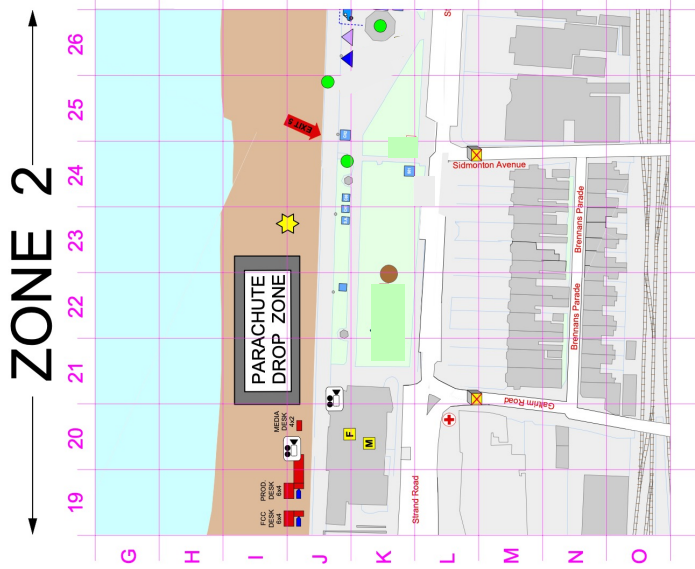 ZONE 2
26
25
24
23
22
21
20
19
EXIT 5
Sidmonton Avenue
Brennans Parade
Brennans Parade
PARACHUTE
DROP ZONE
Galtrim Road
MEDIA
DESK
4x2
F
M
PROD.
DESK
6x4
FCC
DESK
6x4
Strand Road
G
H
I
J
K
L
M
N
O